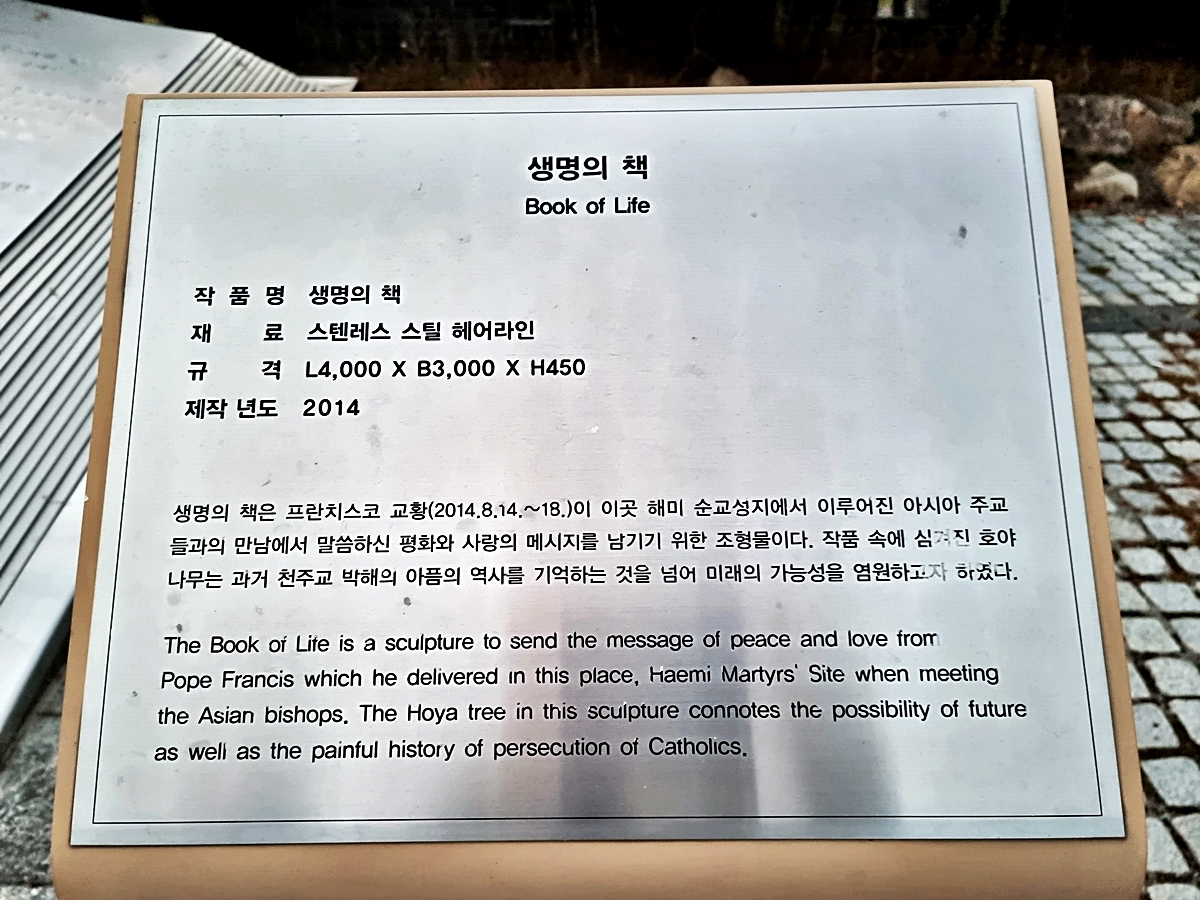 생명의 책
Book of Life
작 품 명 생명의 책
재 료 스텐레스 스틸 헤어라인
규 격 L4,000 X B3,000 X H450
제작 년도 2014
생명의 책은 프란치스코 교황(2014.8.14.~18.)이 이곳 해미 순교성지에서 이루어진 아시아 주교
들과의 만남에서 말씀하신 평화와 사랑의 메시지를 남기기 위한 조형물이다. 작품 속에 심겨진 호야
나무는 과거 천주교 박해의 아픔의 역사를 기억하는 것을 넘어 미래의 가능성을 염원하고자 하였다.
The Book of Life is a sculpture to send the message of peace and love from
Pope Francis which he delivered in this place, Haemi Martyrs' Site when meeting
the Asian bishops. The Hoya tree in this sculpture connotes the possibility of future
as well as the painful history of persecution of Catholics.